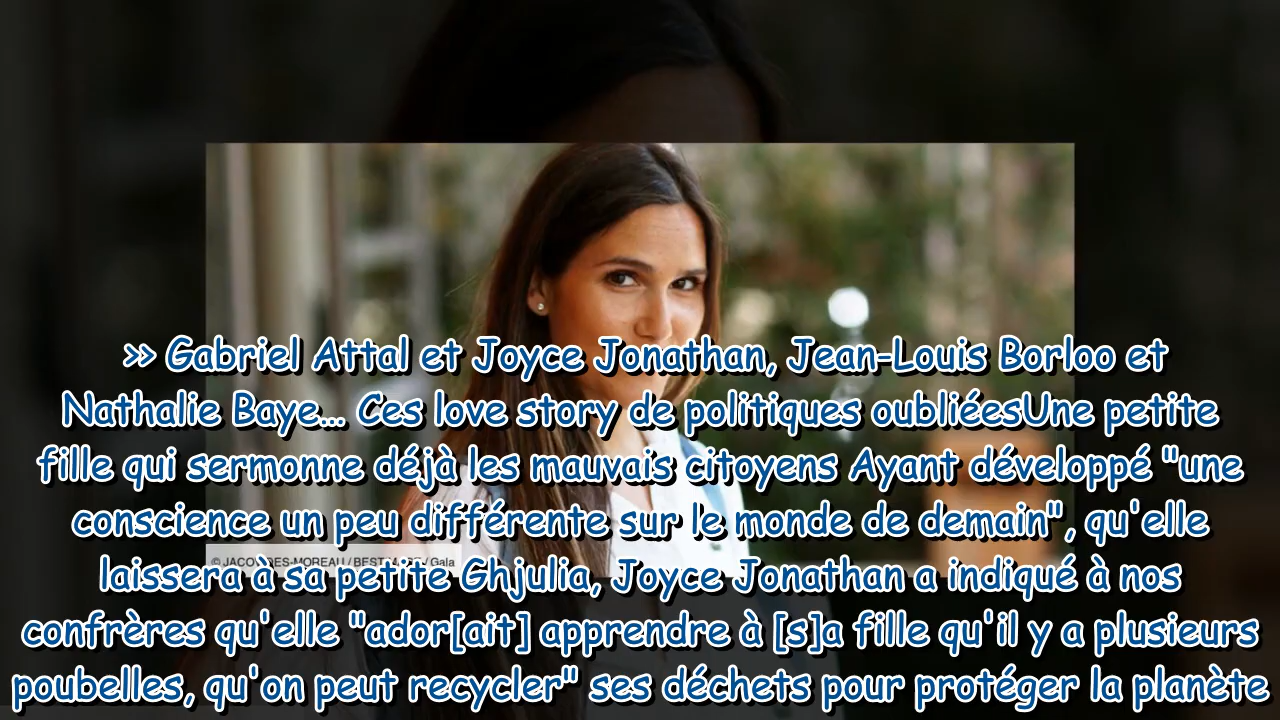 >> Gabriel Attal et Joyce Jonathan, Jean-Louis Borloo et
Nathalie Baye... Ces love story de politiques oubliéesUne petite
fille qui sermonne déjà les mauvais citoyens Ayant développé "une
conscience un peu différente sur le monde de demain", qu'elle
laissera à sa petite Ghjulia, Joyce Jonathan a indiqué à nos
confrères qu'elle "ador[ait] apprendre à [s]a fille qu'il y a plusieurs
poubelles, qu'on peut recycler" ses déchets pour protéger la planète
© / Gala